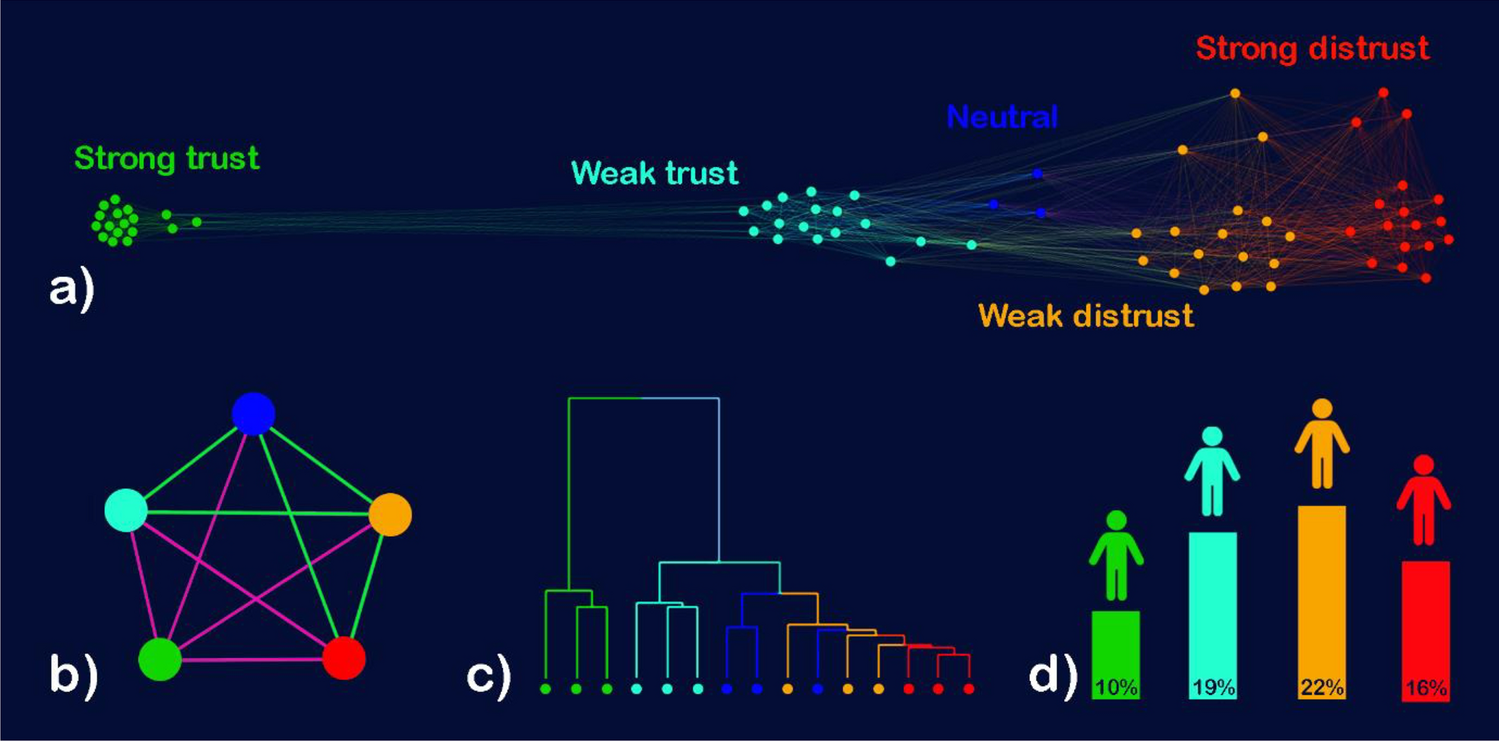 Strong distrust
Neutral
Strong trust
Weak trust
a)
Weak distrust
b)
c)
d)
10%
19%
22%
16%